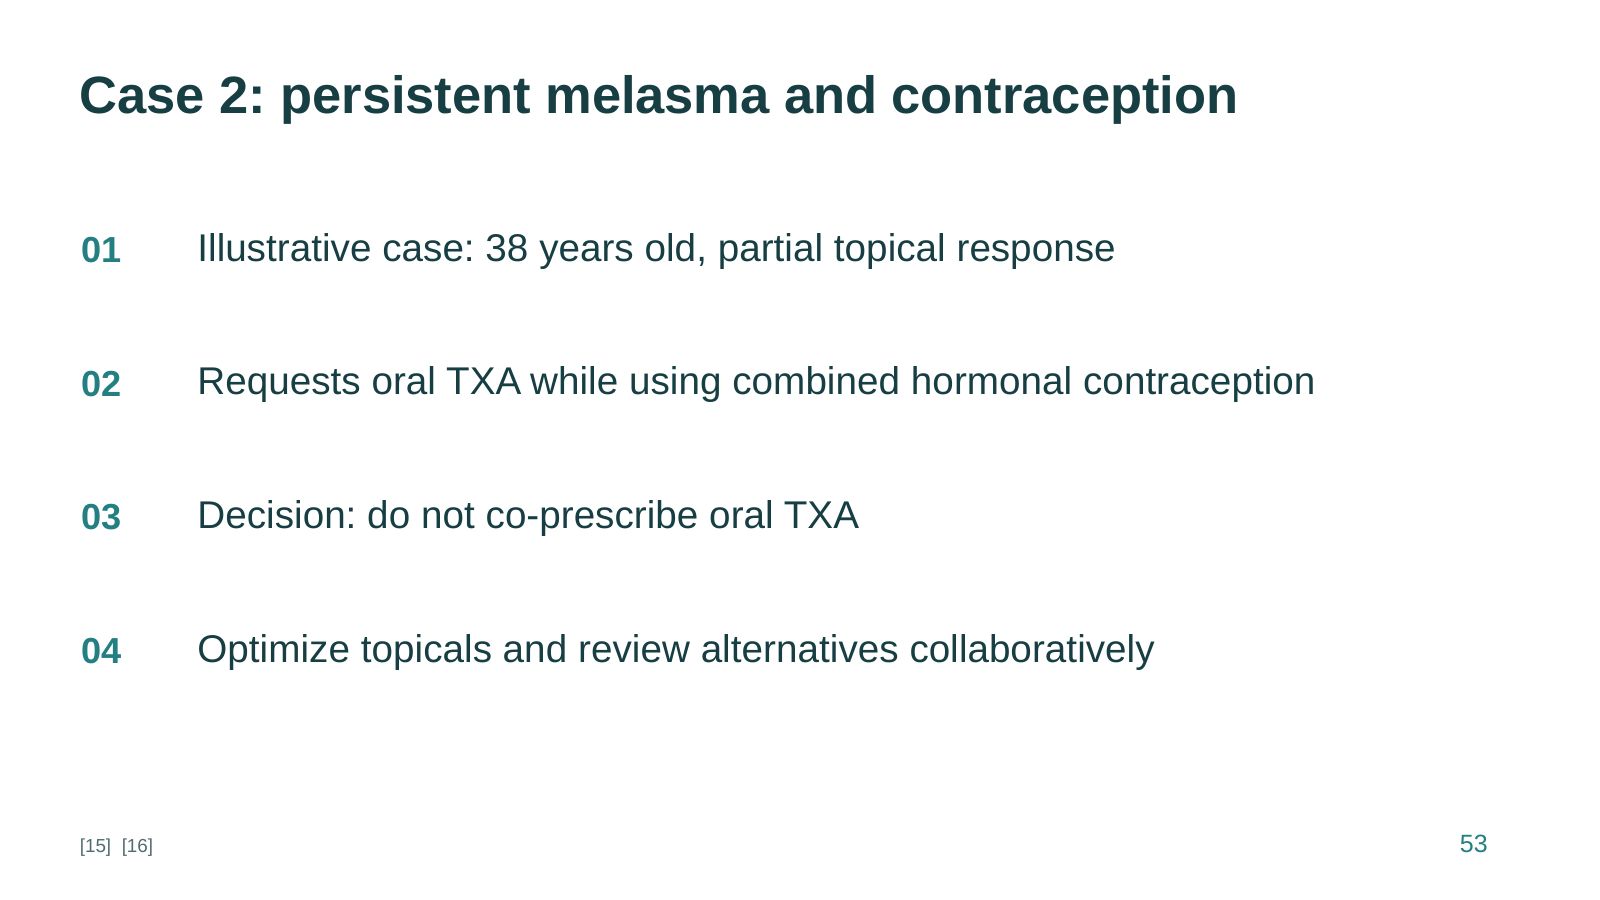 Case 2: persistent melasma and contraception
01 Illustrative case: 38 years old, partial topical response
02 Requests oral TXA while using combined hormonal contraception
03 Decision: do not co-prescribe oral TXA
04 Optimize topicals and review alternatives collaboratively
[15] [16]
53